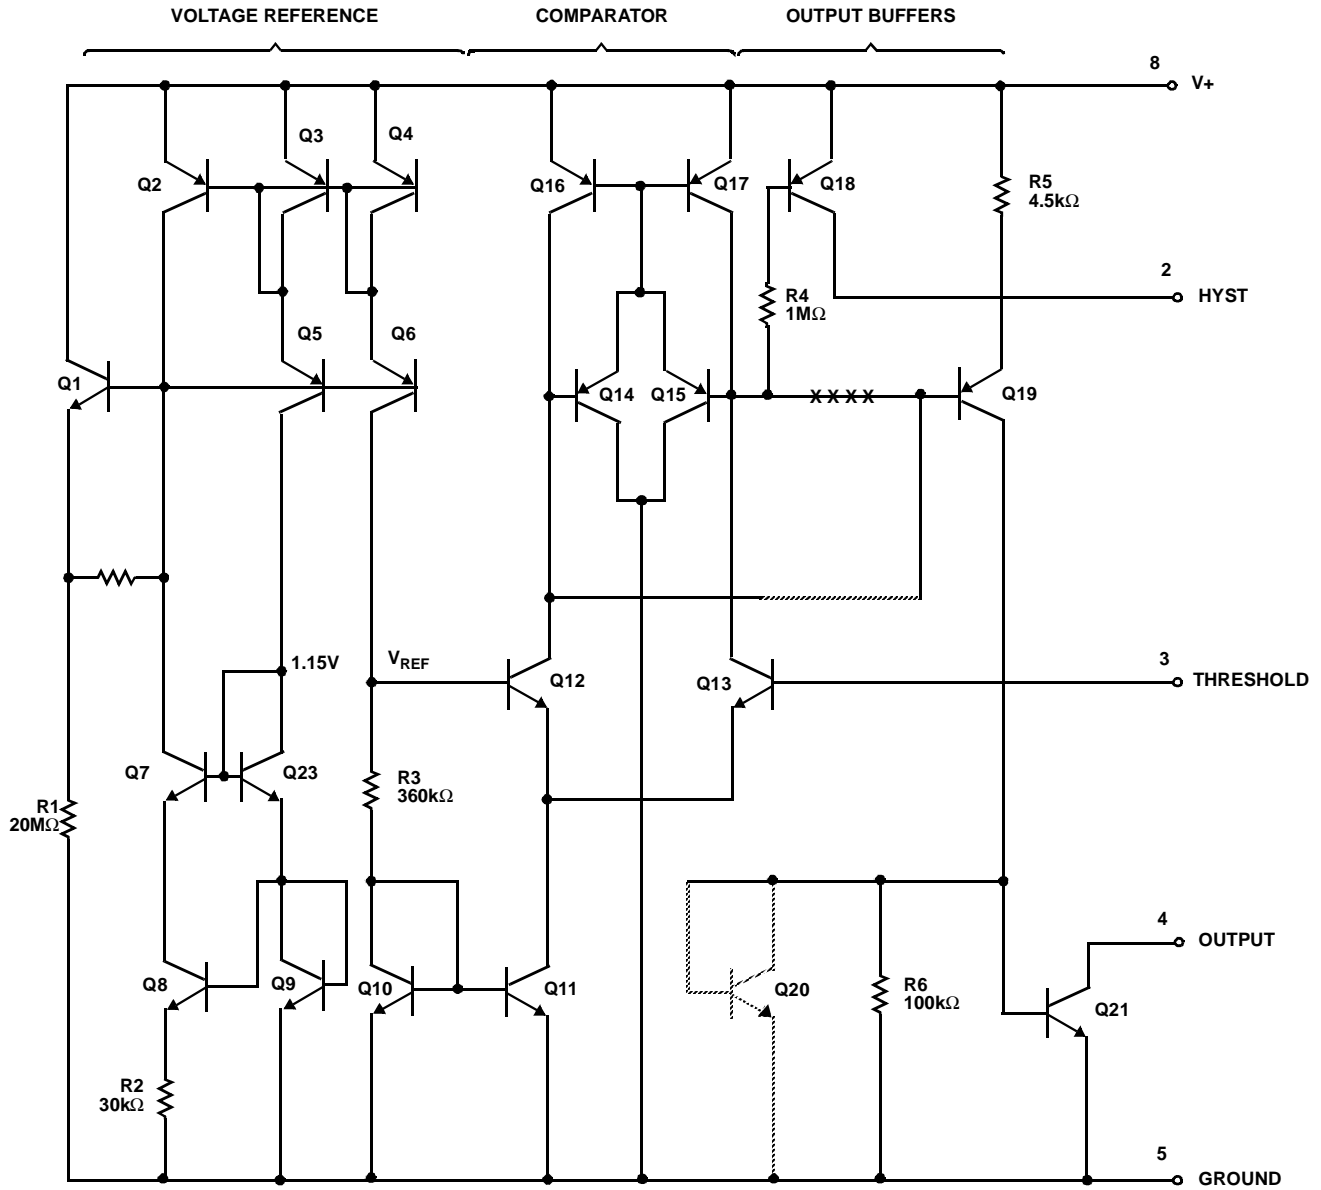 VOLTAGE REFERENCE
COMPARATOR
OUTPUT BUFFERS
8
V+
Q3
Q4
Q2
Q16
Q17
Q18
R5
4.5kΩ
2
HYST
R4
1MΩ
Q5
Q6
Q1
Q14
Q15
X X X X
Q19
1.15V
VREF
Q12
Q13
3
THRESHOLD
Q7
Q23
R3
360kΩ
R1
20MΩ
4
OUTPUT
Q8
Q9
Q10
Q11
Q20
R6
100kΩ
Q21
R2
30kΩ
5
GROUND